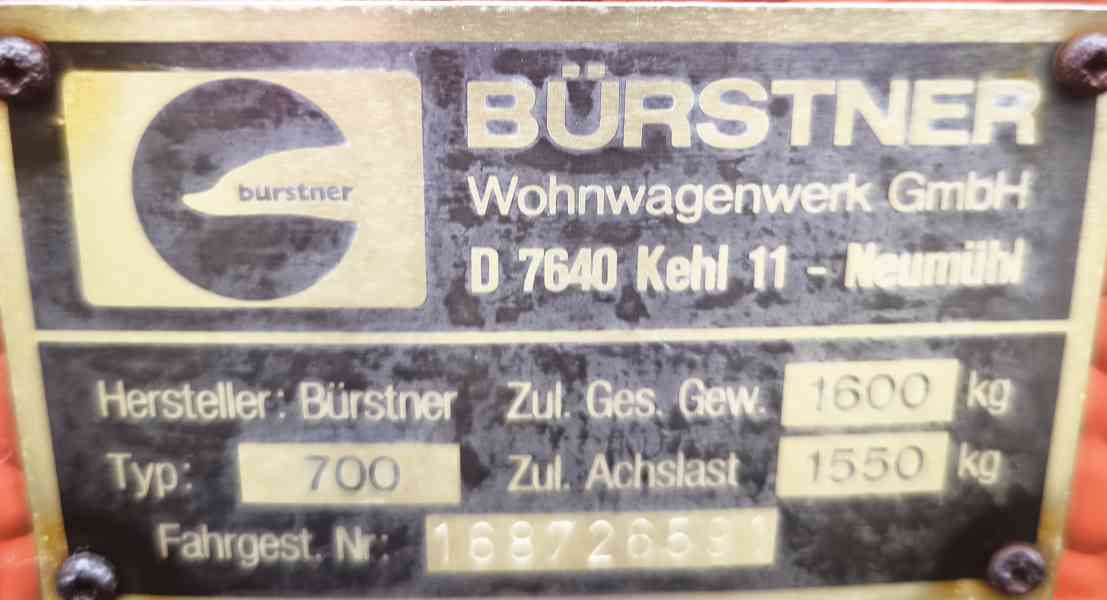 bürstner
BÜRSTNER
Wohnwagenwerk GmbH
D 7640 Kehl 11 - Neumühl
Hersteller: Bürstner Zul. Ges. Gew. 1600 kg
Typ: 700 Zul. Achslast 1550 kg
Fahrgest. Nr: 168726591